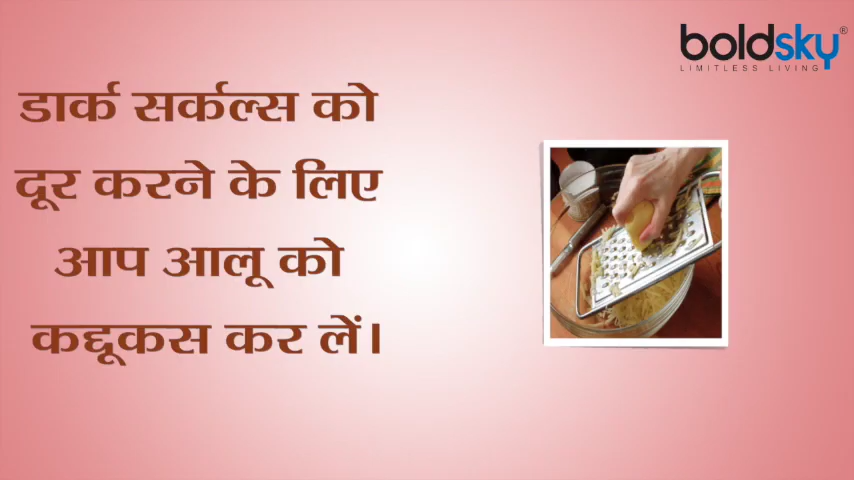 boldsky®
LIMITLESS LIVING
डार्क सर्कल्स को
दूर करने के लिए
आप आलू को
कद्दूकस कर लें।